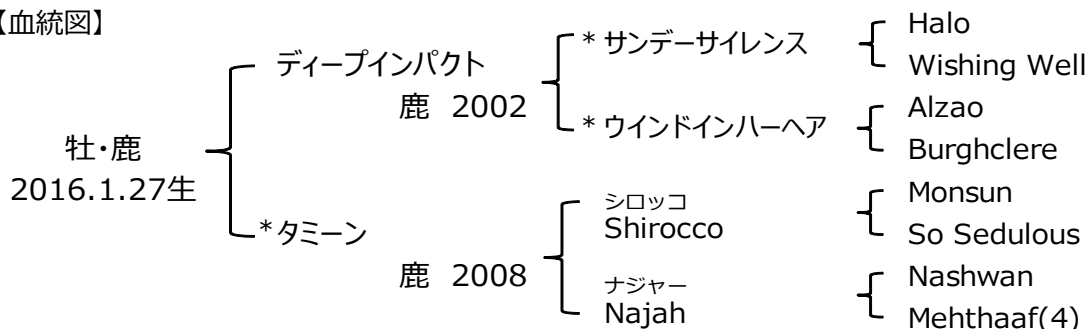 【血統図】
牡・鹿
2016.1.27生
ディープインパクト
鹿 2002
*タミーン
鹿 2008
*サンデーサイレンス
*ウインドインハーヘア
シロッコ
Shirocco
ナジャー
Najah
Halo
Wishing Well
Alzao
Burghclere
Monsun
So Sedulous
Nashwan
Mehthaaf(4)